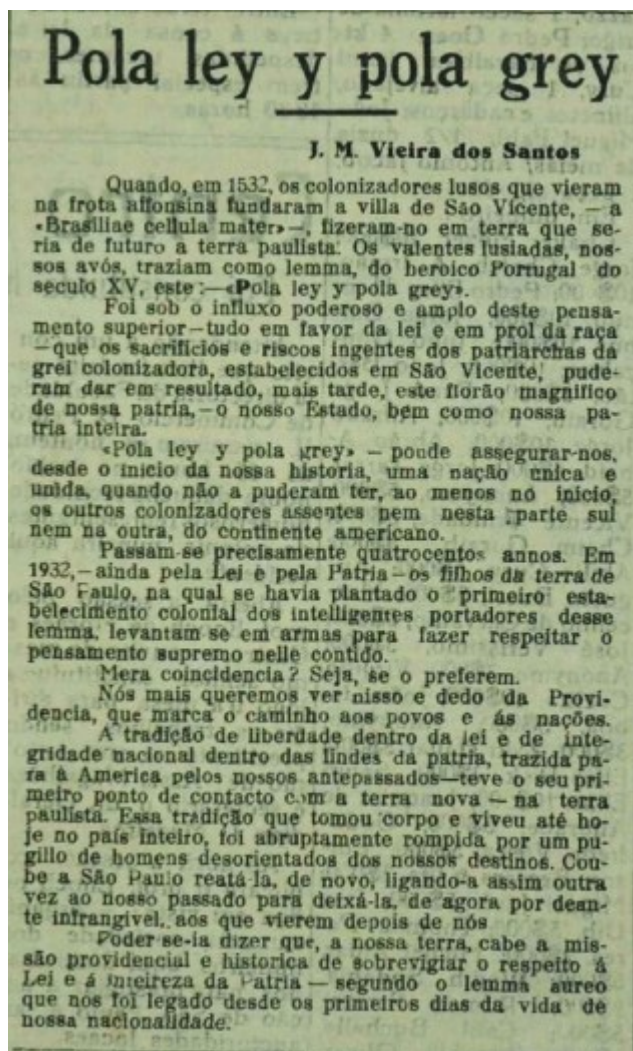 Pola ley y pola grey
J. M. Vieira dos Santos
Quando, em 1532, os colonizadores lusos que vieram
na frota affonsina fundaram a villa de São Vicente, — a
«Brasiliae cellula mater»—, fizeram-no em terra que se-
ria de futuro a terra paulista. Os valentes lusiadas, nos-
sos avós, traziam como lemma, do heroico Portugal do
seculo XV, este :—«Pola ley y pola grey».
Foi sob o influxo poderoso e amplo deste pensa-
mento superior—tudo em favor da lei e em prol da raça
—que os sacrificios e riscos ingentes dos patriarchas da
grei colonizadora, estabelecidos em São Vicente, pude-
ram dar em resultado, mais tarde, este florão magnifico
de nossa patria,—o nosso Estado, bem como nossa pa-
tria inteira.
«Pola ley y pola grey» — poude assegurar-nos,
desde o inicio da nossa historia, uma nação unica e
unida, quando não a puderam ter, ao menos no inicio,
os outros colonizadores assentes nem nesta parte sul
nem na outra, do continente americano.
Passam-se precisamente quatrocentos annos. Em
1932,—ainda pela Lei e pela Patria—os filhos da terra de
São Paulo, na qual se havia plantado o primeiro esta-
belecimento colonial dos intelligentes portadores desse
lemma, levantam se em armas para fazer respeitar o
pensamento supremo nelle contido.
Mera coincidencia? Seja, se o preferem.
Nós mais queremos ver nisso e dedo da Provi-
dencia, que marca o caminho aos povos e ás nações.
A tradição de liberdade dentro da lei e de inte-
gridade nacional dentro das lindes da patria, trazida pa-
ra à America pelos nossos antepassados—teve o seu pri-
meiro ponto de contacto com a terra nova — na terra
paulista. Essa tradição que tomou corpo e viveu até ho-
je no país inteiro, foi abruptamente rompida por um pu-
gillo de homens desorientados dos nossos destinos. Cou-
be a São Paulo reatá-la, de novo, ligando-a assim outra
vez ao nosso passado para deixá-la, de agora por dean-
te infrangivel, aos que vierem depois de nós
Poder se-ia dizer que, a nossa terra, cabe a mis-
são providencial e historica de sobrevigiar o respeito á
Lei e á inteireza da Patria — segundo o lemma aureo
que nos foi legado desde os primeiros dias da vida de
nossa nacionalidade.